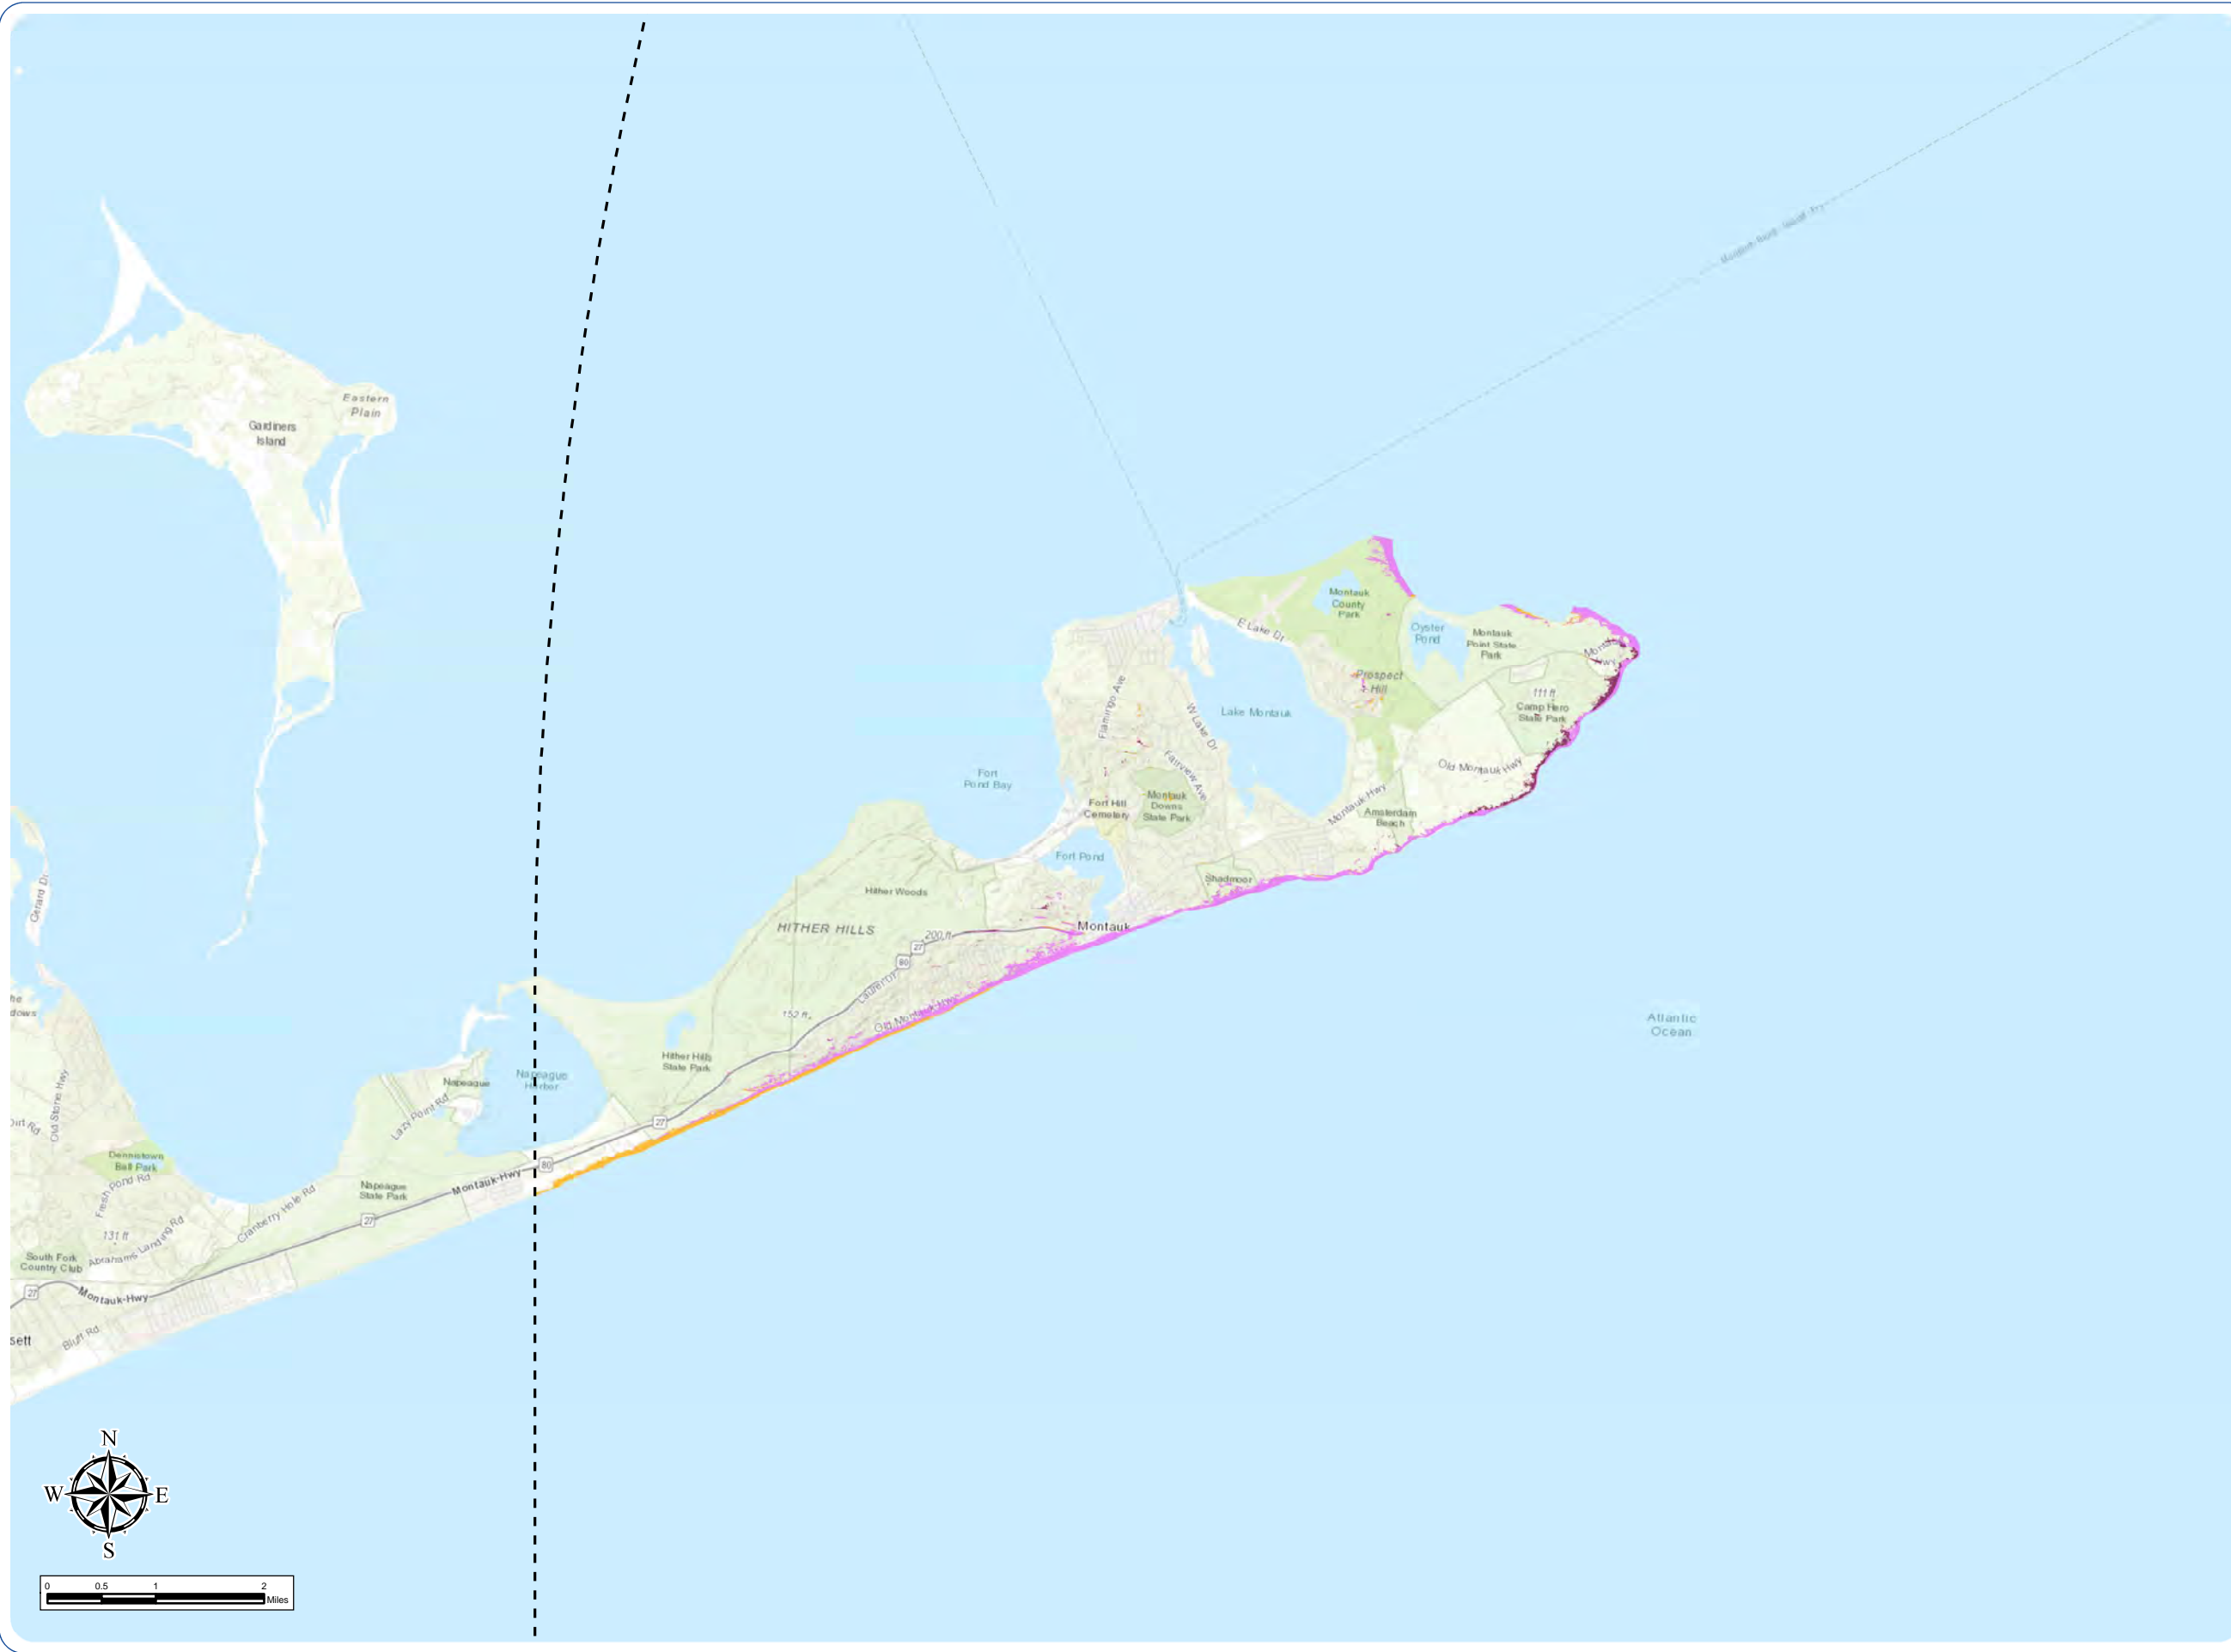 Eastern
Plain
Gardiners
Island
Montauk
County
Park
E Lake Dr
Oyster
Pond
Montauk
Point State
Park
Hwy
Prospect
Hill
111 ft
Camp Hero
State Park
Flamingo Ave
W Lake Dr
Lake Montauk
Fairview Ave
Old Montauk Hwy
Fort
Pond Bay
Montauk
Downs
State Park
Fort Hill
Cemetery
Montauk Hwy
Amsterdam
Beach
Fort Pond
Shadmoor
Gerard Dr
Hither Woods
HITHER HILLS
200 ft
27
80
Montauk
Laurel Dr
Old Montauk Hwy
152 ft
Atlantic
Ocean
Hither Hills
State Park
Old Stone Hwy
Napeague
Napeague
Harbor
Lazy Point Rd
27
80
Dennistown
Bell Park
Fresh Pond Rd
Napeague
State Park
Montauk Hwy
27
Cranberry Hole Rd
131 ft
Abrahams Landing Rd
South Fork
Country Club
27
Montauk Hwy
sett
Bluff Rd
N
W E
S
0 0.5 1 2
Miles